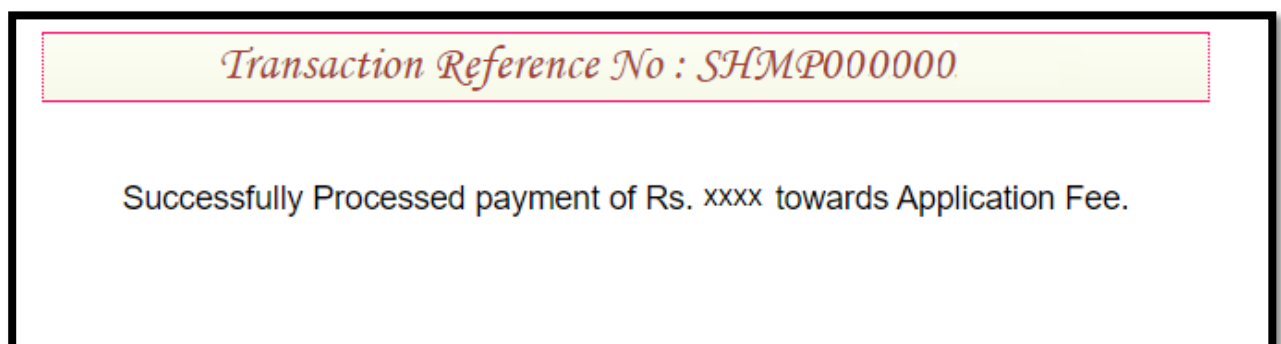 Transaction Reference No : SHMP000000
Successfully Processed payment of Rs. xxxx towards Application Fee.